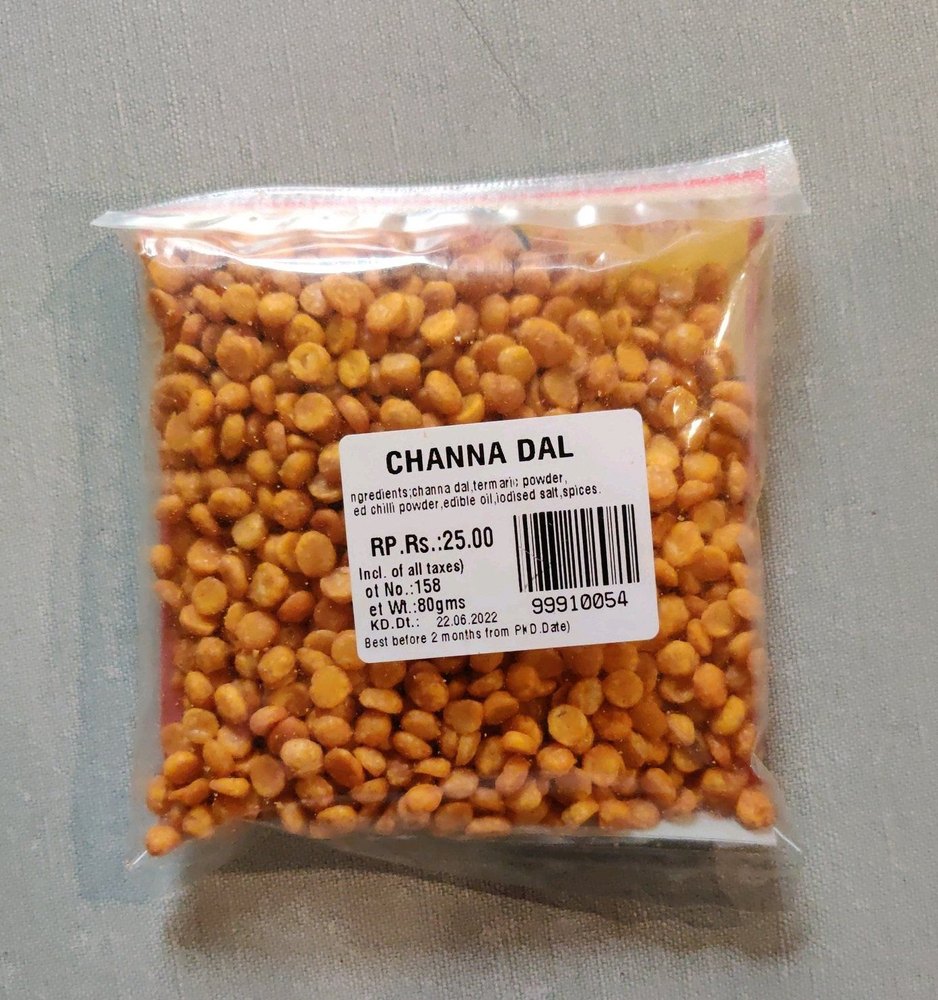 CHANNA DAL
ngredients;channa dal,termaric powder,
ed chilli powder,edible oil,iodised salt,spices.
RP.Rs.:25.00
Incl. of all taxes)
ot No.:158
et Wt.:80gms
KD.Dt.: 22.06.2022
Best before 2 months from PkD.Date)
99910054